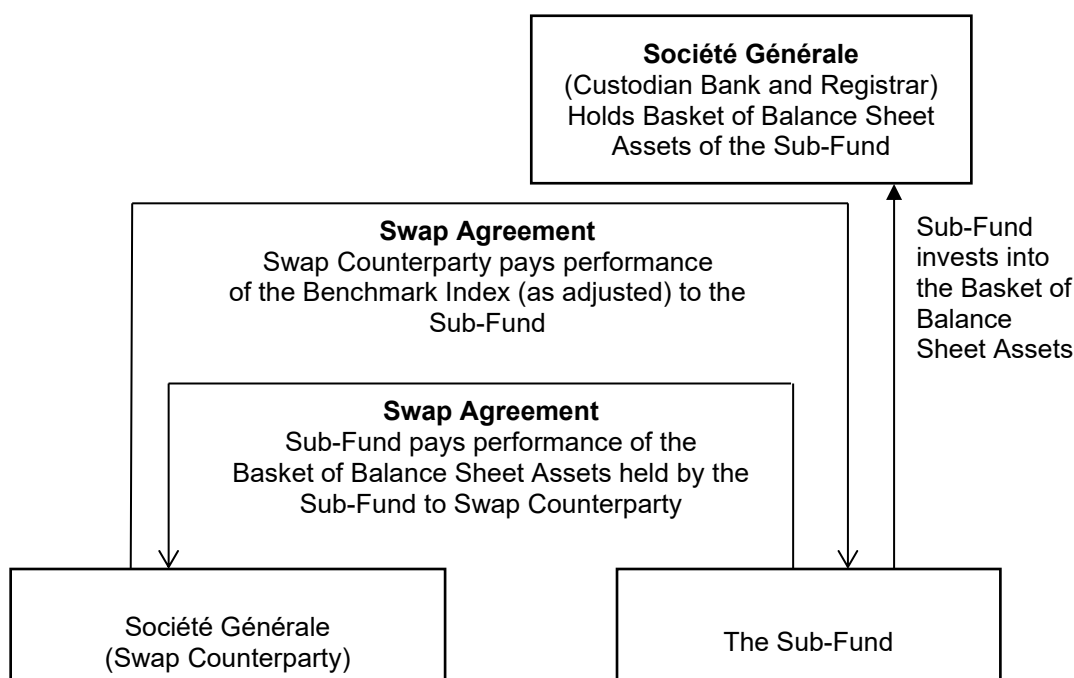 Société Générale
(Custodian Bank and Registrar)
Holds Basket of Balance Sheet
Assets of the Sub-Fund
Swap Agreement
Swap Counterparty pays performance
of the Benchmark Index (as adjusted) to the
Sub-Fund
Sub-Fund
invests into
the Basket of
Balance
Sheet Assets
Swap Agreement
Sub-Fund pays performance of the
Basket of Balance Sheet Assets held by the
Sub-Fund to Swap Counterparty
Société Générale
(Swap Counterparty)
The Sub-Fund